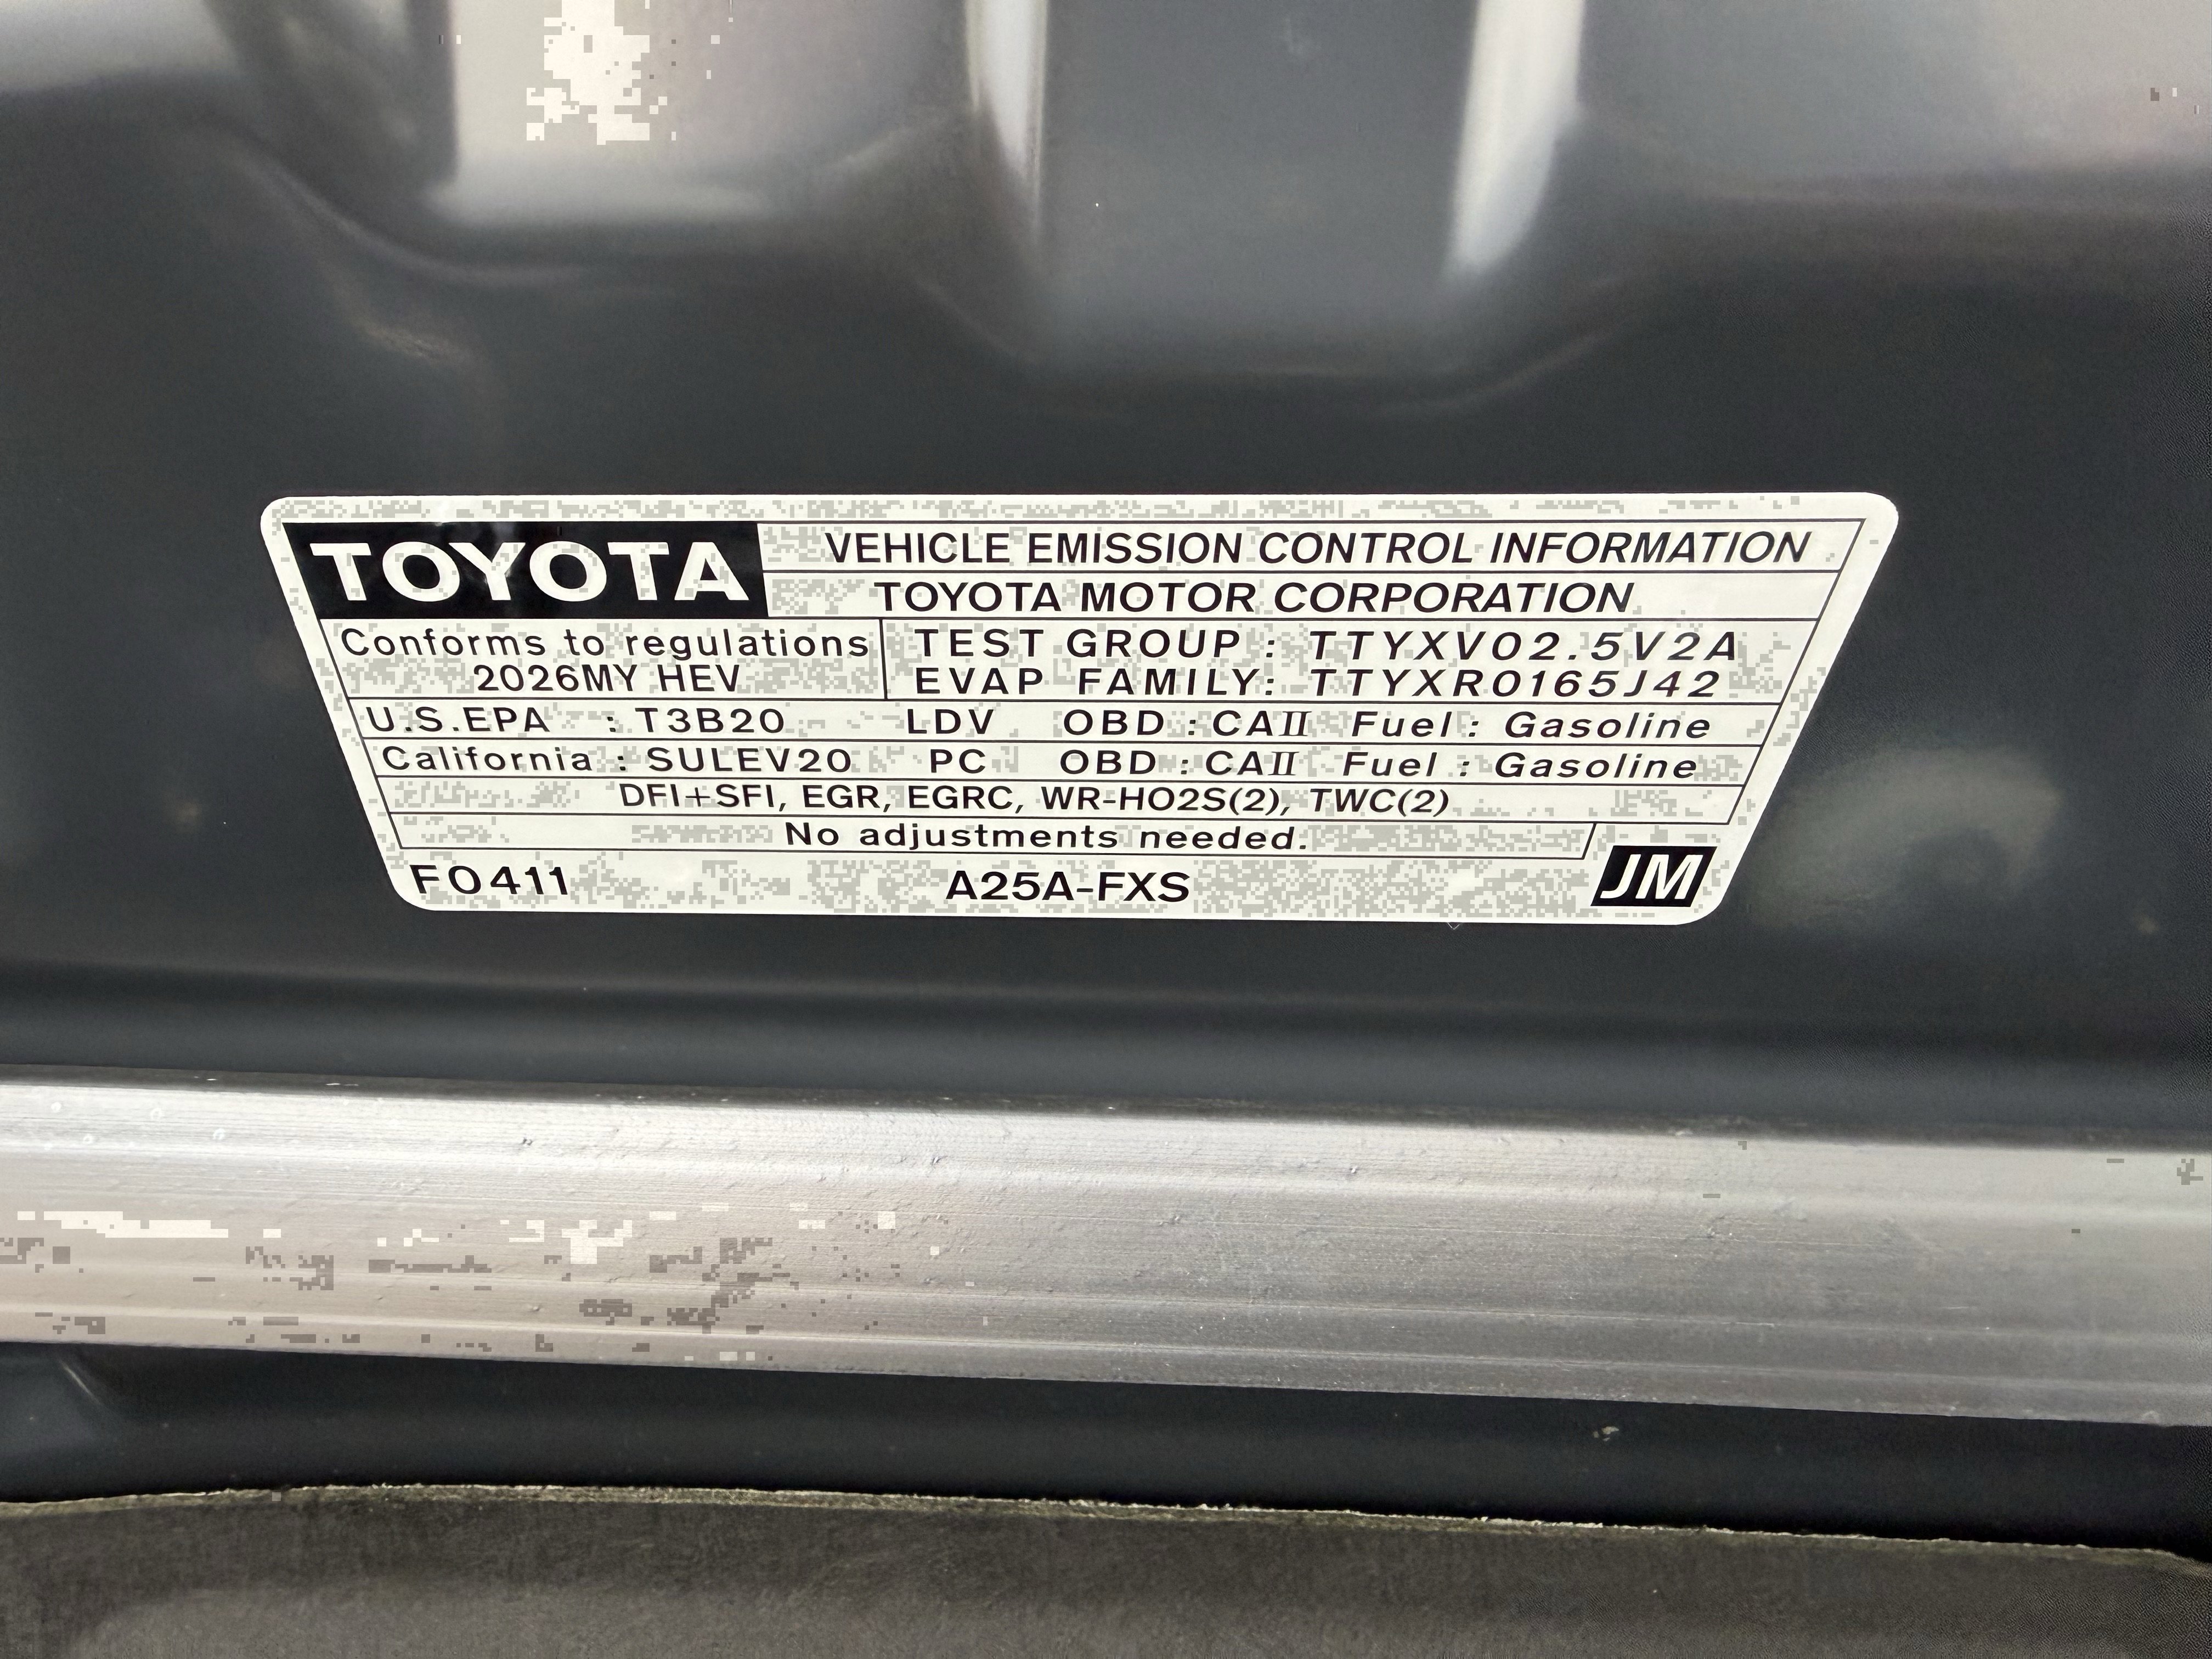 TOYOTA
VEHICLE EMISSION CONTROL INFORMATION
TOYOTA MOTOR CORPORATION
Conforms to regulations
2026MY HEV
TEST GROUP : TTYXV02.5V2A
EVAP FAMILY: TTYXR0165J42
U.S.EPA : T3B20 LDV OBD : CAII Fuel : Gasoline
California : SULEV20 PC OBD : CAII Fuel : Gasoline
DFI+SFI, EGR, EGRC, WR-HO2S(2), TWC(2)
No adjustments needed.
F0411 A25A-FXS JM